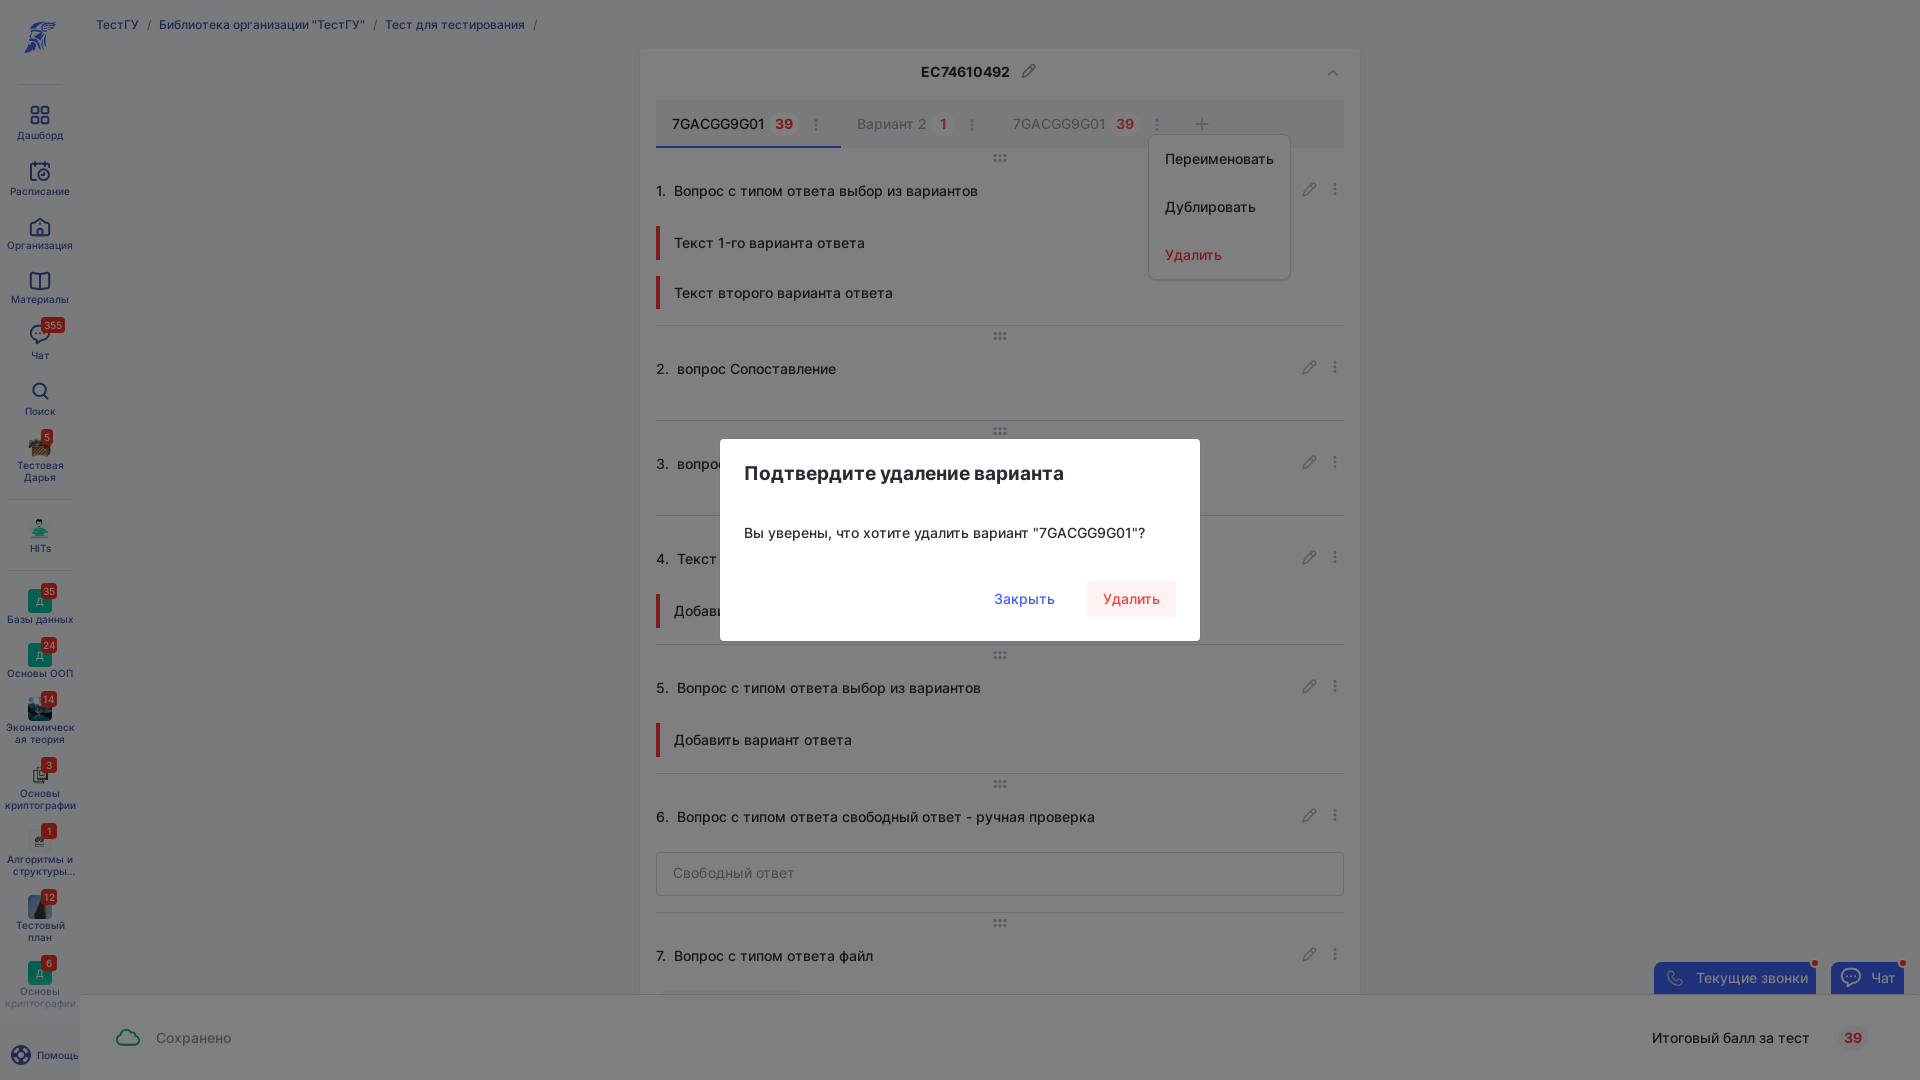 ТестГУ / Библиотека организации "ТестГУ" / Тест для тестирования /
EC74610492
7GACGG9G01 39 Вариант 2 1 7GACGG9G01 39
Переименовать
Дублировать
Удалить
1. Вопрос с типом ответа выбор из вариантов
Текст 1-го варианта ответа
Текст второго варианта ответа
2. вопрос Сопоставление
3.
4. Текст
5. Вопрос с типом ответа выбор из вариантов
Добавить вариант ответа
6. Вопрос с типом ответа свободный ответ - ручная проверка
Свободный ответ
7. Вопрос с типом ответа файл
Подтвердите удаление варианта
Вы уверены, что хотите удалить вариант "7GACGG9G01"?
Закрыть Удалить
Дашборд
Расписание
Организация
Материалы
355
Чат
Поиск
5
Тестовая
Дарья
HITs
35
Д
Базы данных
24
Д
Основы ООП
14
Экономическ
ая теория
3
Основы
криптографии
1
Алгоритмы и
структуры...
12
Тестовый
план
6
Д
Основы
криптографии
Помощь
Текущие звонки Чат
Сохранено
Итоговый балл за тест 39